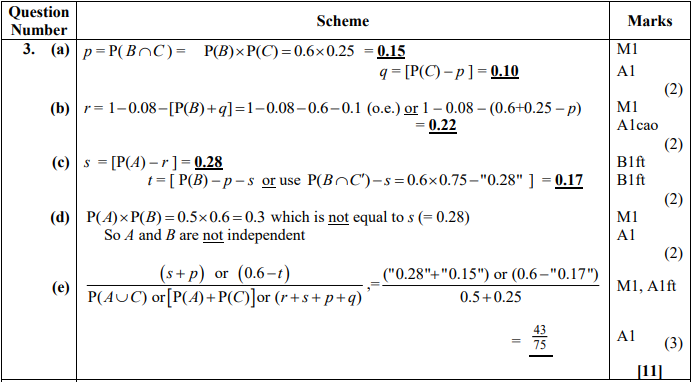 Question Number Scheme Marks
3. (a) p = P( B∩C ) = P(B)×P(C) = 0.6×0.25 = 0.15 M1
q = [P(C) − p ] = 0.10 A1
(2)
(b) r = 1−0.08−[P(B)+q] =1−0.08−0.6−0.1 (o.e.) or 1 − 0.08 − (0.6+0.25 − p) M1
= 0.22 A1cao
(2)
(c) s = [P(A) − r ] = 0.28 B1ft
t = [ P(B) − p − s or use P(B∩C′) − s = 0.6×0.75 −"0.28" ] = 0.17 B1ft
(2)
(d) P(A)×P(B) = 0.5×0.6 = 0.3 which is not equal to s (= 0.28) M1
So A and B are not independent A1
(2)
(e) (s+p) or (0.6−t) / P(A∪C) or [P(A)+P(C)] or (r+s+p+q) ,= ("0.28"+"0.15") or (0.6−"0.17") / 0.5+0.25 M1, A1ft
= 43/75 A1 (3)
[11]